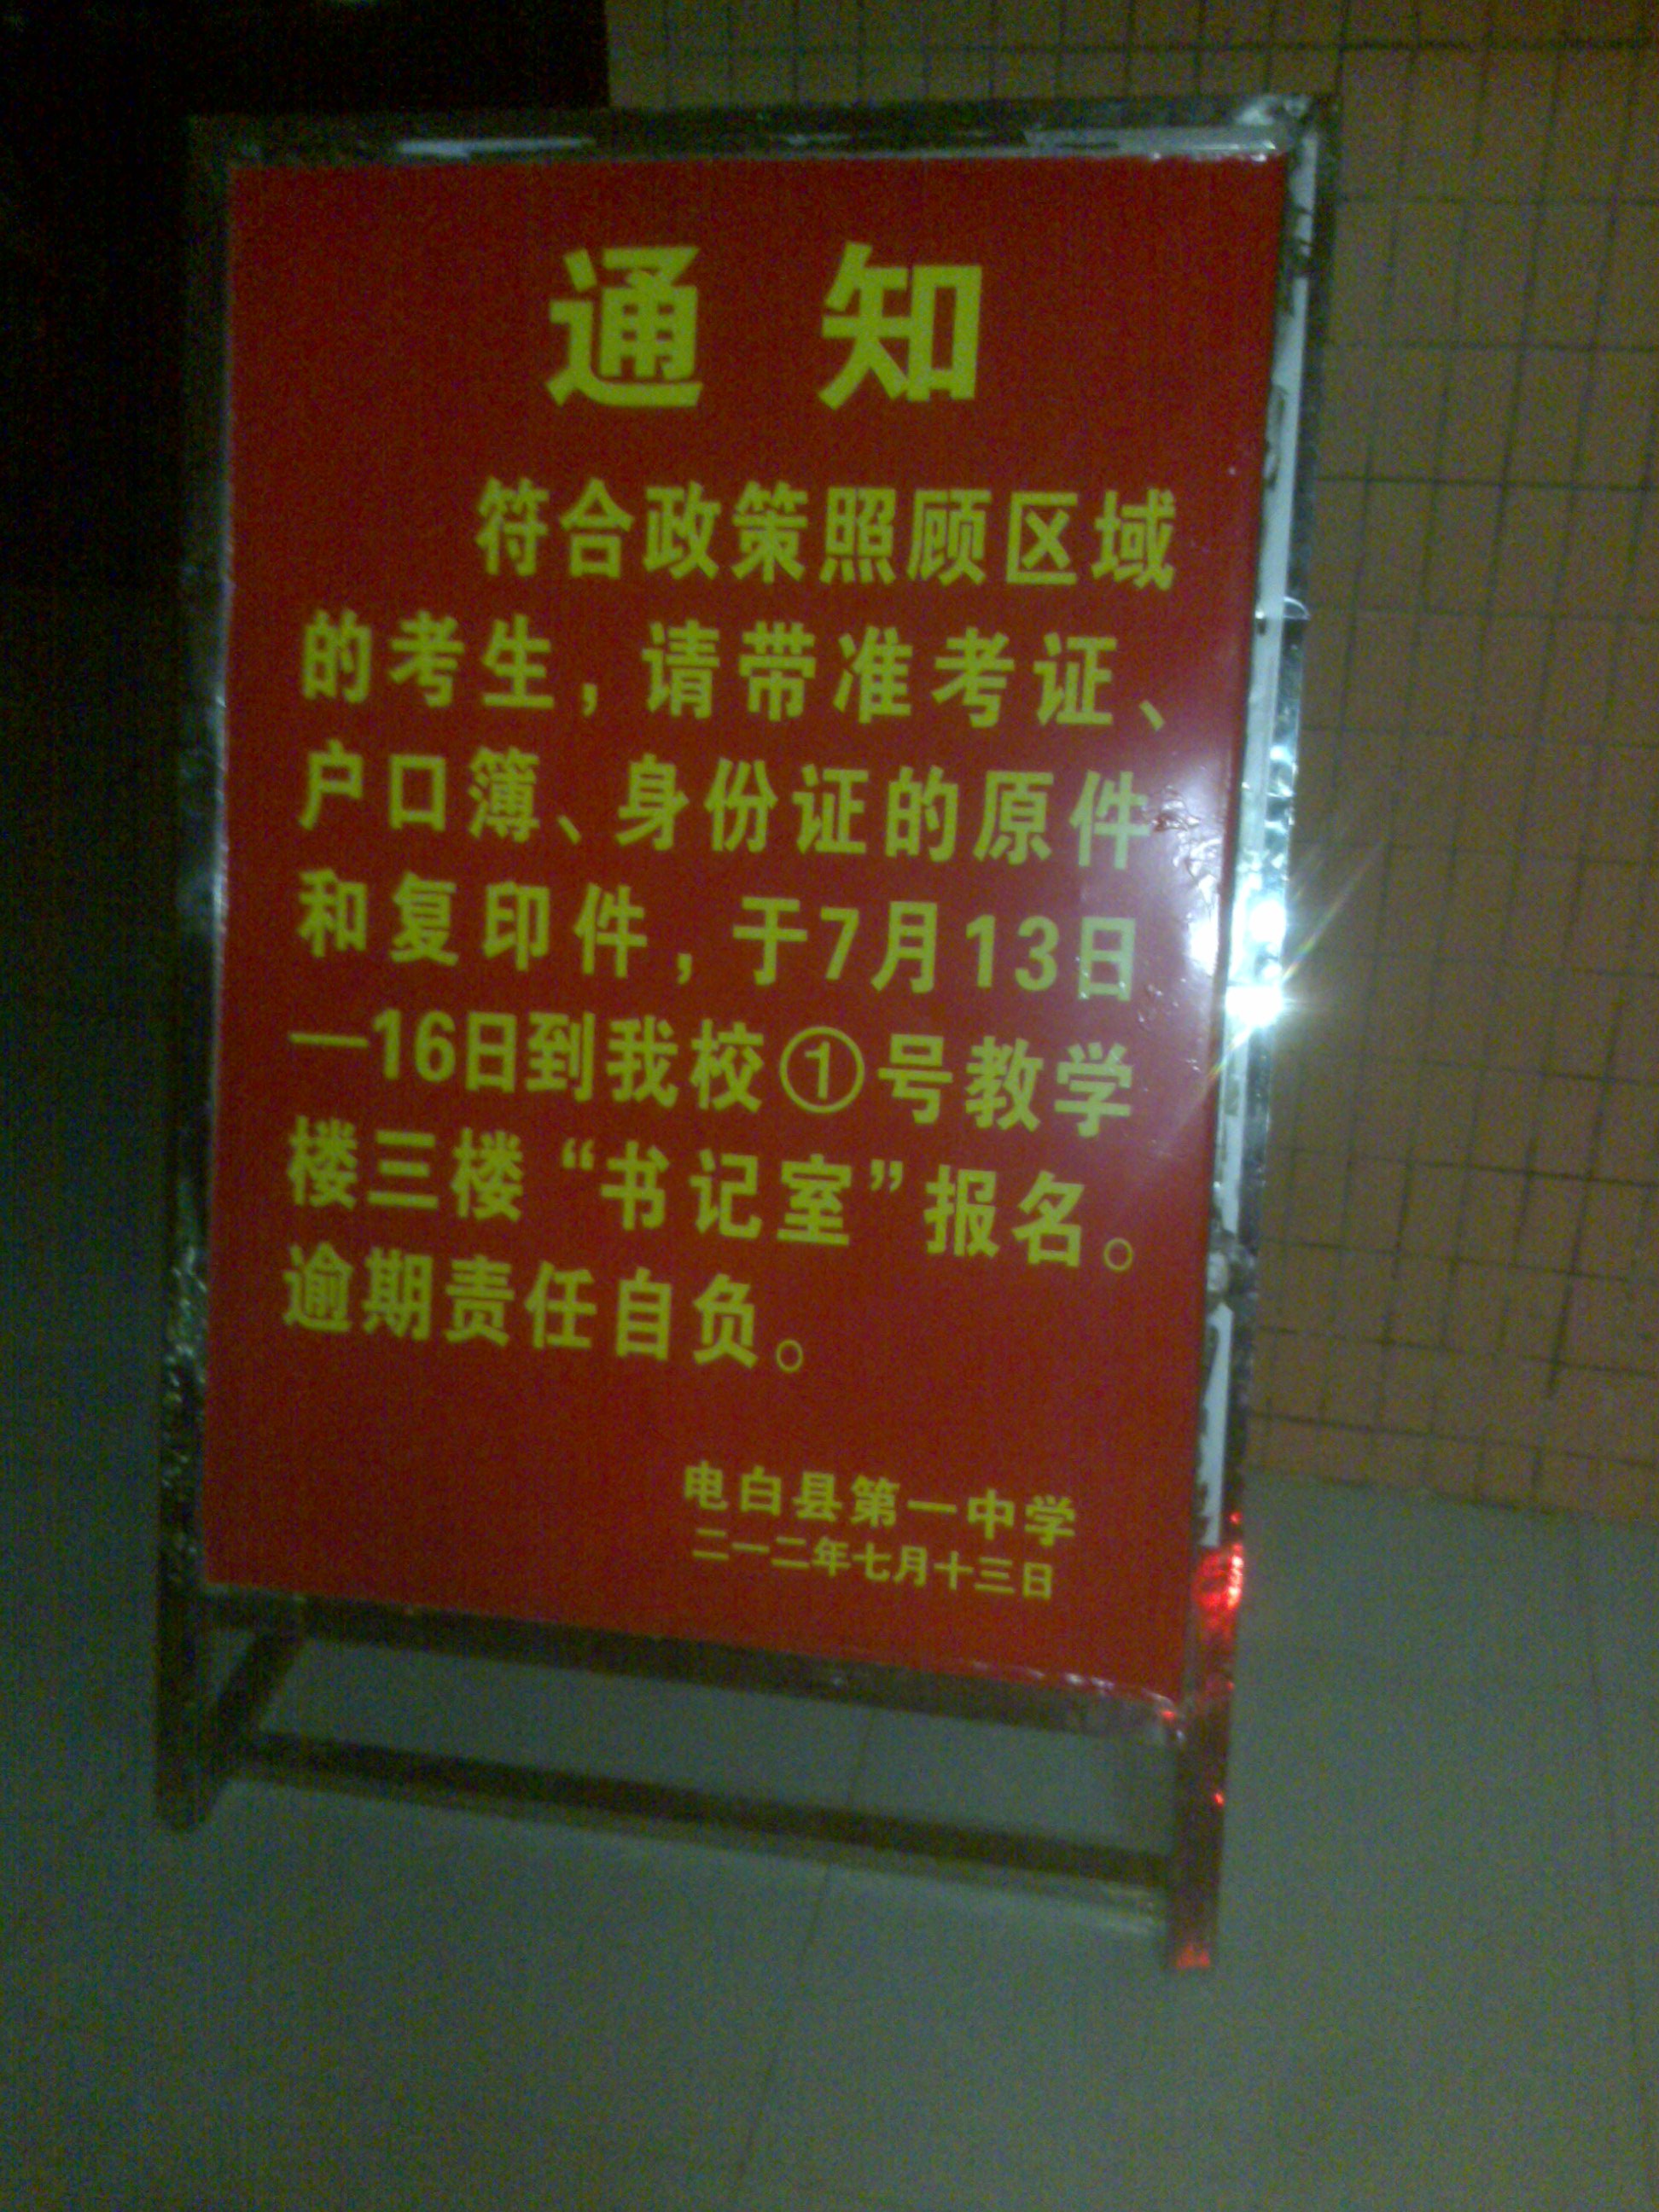 通知
符合政策照顾区域
的考生，请带准考证、
户口簿、身份证的原件
和复印件，于7月13日
—16日到我校①号教学
楼三楼“书记室”报名。
逾期责任自负。
电白县第一中学
二一二年七月十三日